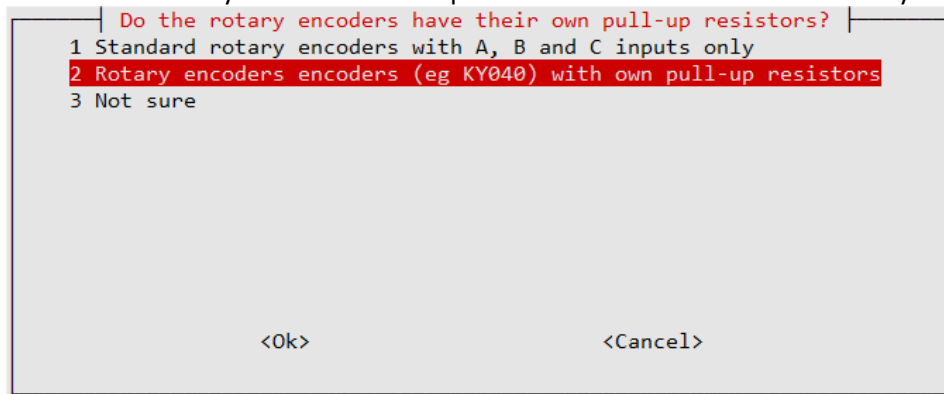 Do the rotary encoders have their own pull-up resistors?
1 Standard rotary encoders with A, B and C inputs only
2 Rotary encoders encoders (eg KY040) with own pull-up resistors
3 Not sure
<Ok> <Cancel>